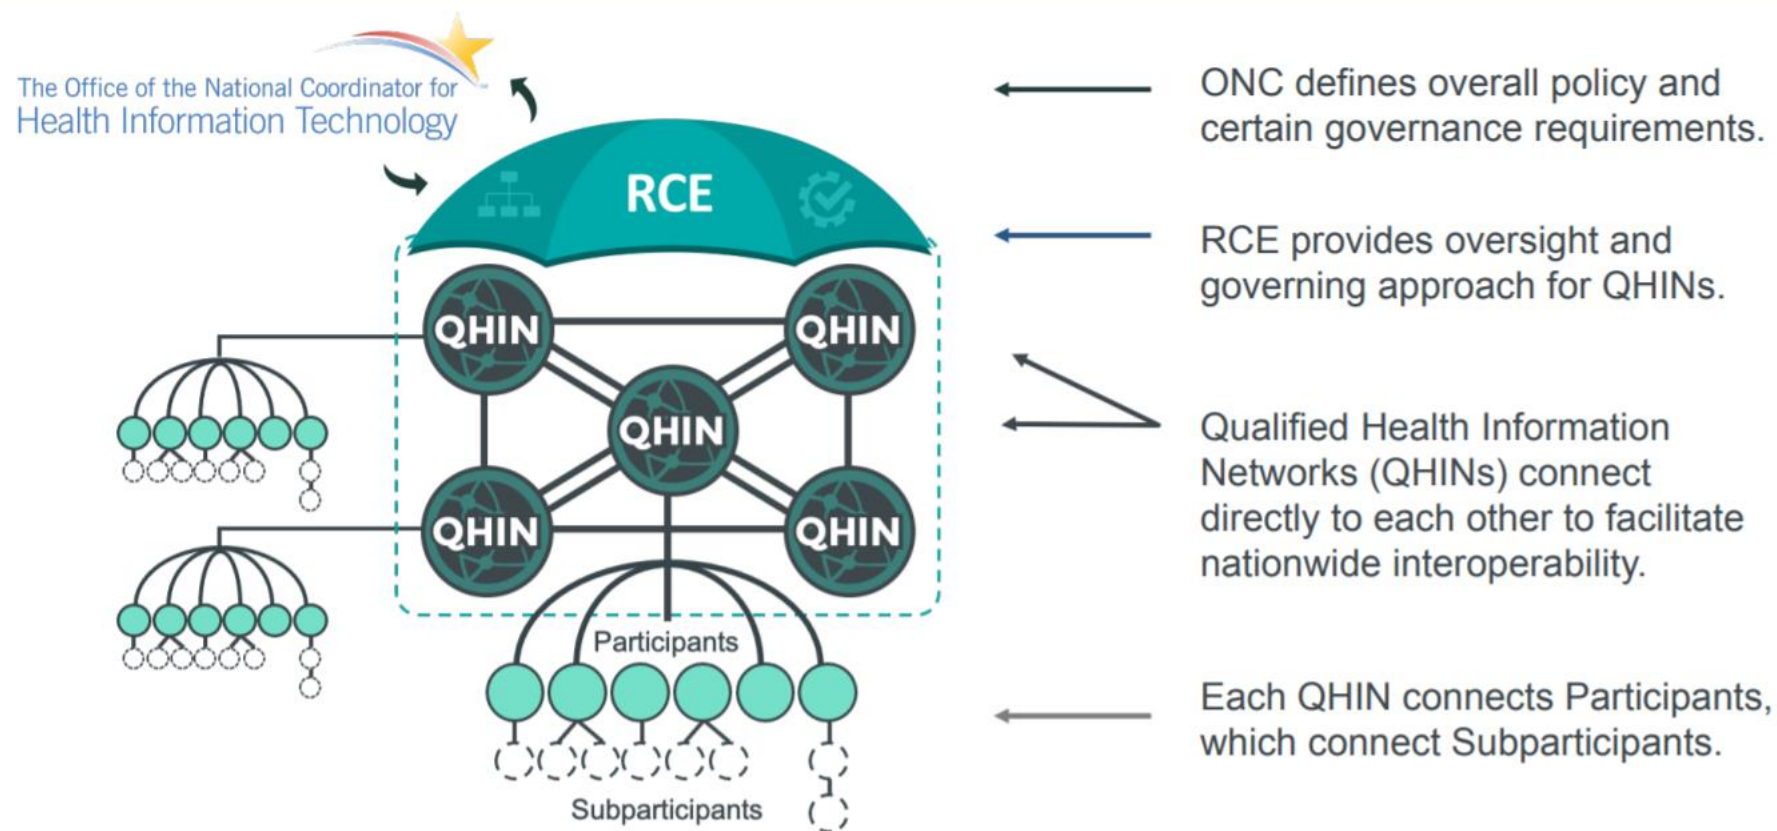 The Office of the National Coordinator for
Health Information Technology
RCE
QHIN
QHIN
QHIN
QHIN
QHIN
Participants
Subparticipants
ONC defines overall policy and
certain governance requirements.
RCE provides oversight and
governing approach for QHINs.
Qualified Health Information
Networks (QHINs) connect
directly to each other to facilitate
nationwide interoperability.
Each QHIN connects Participants,
which connect Subparticipants.